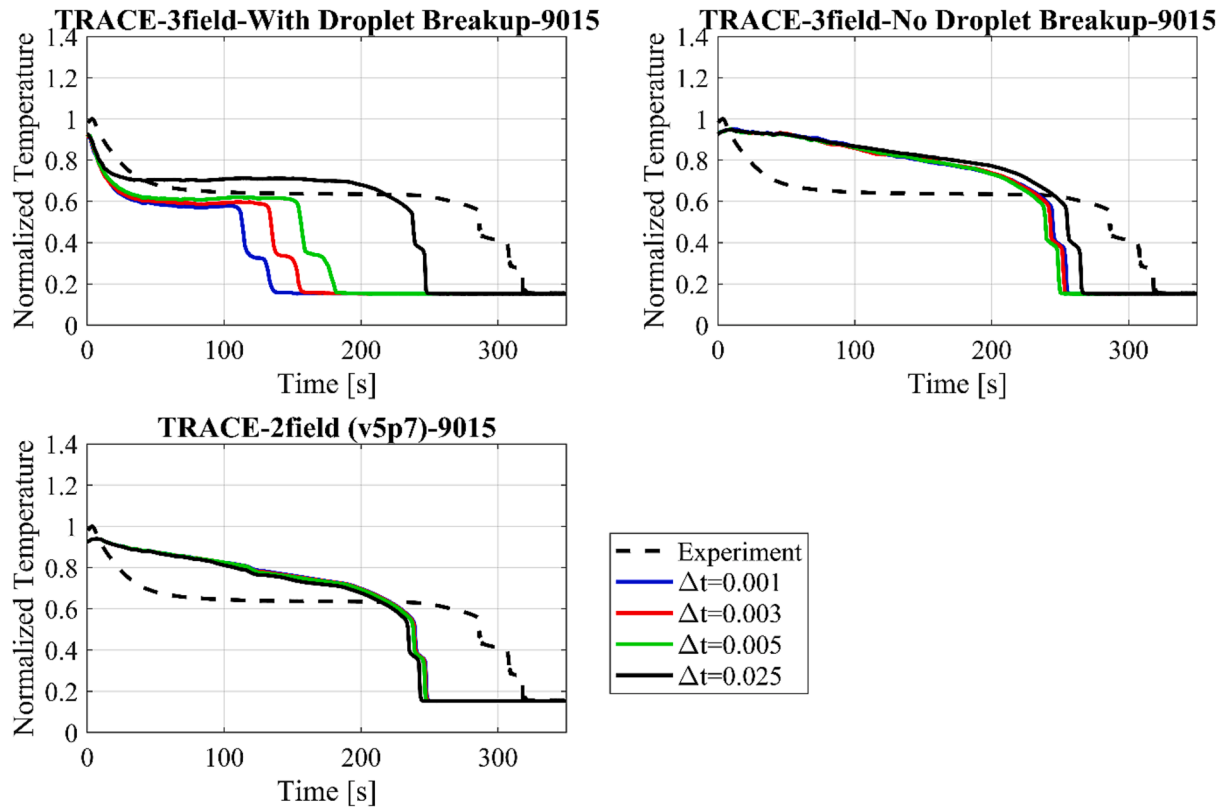 TRACE-3field-With Droplet Breakup-9015
1.4
1.2
1
0.8
0.6
0.4
0.2
0
Normalized Temperature
0 100 200 300
Time [s]
TRACE-3field-No Droplet Breakup-9015
1.4
1.2
1
0.8
0.6
0.4
0.2
0
Normalized Temperature
0 100 200 300
Time [s]
TRACE-2field (v5p7)-9015
1.4
1.2
1
0.8
0.6
0.4
0.2
0
Normalized Temperature
0 100 200 300
Time [s]
Experiment
Δt=0.001
Δt=0.003
Δt=0.005
Δt=0.025